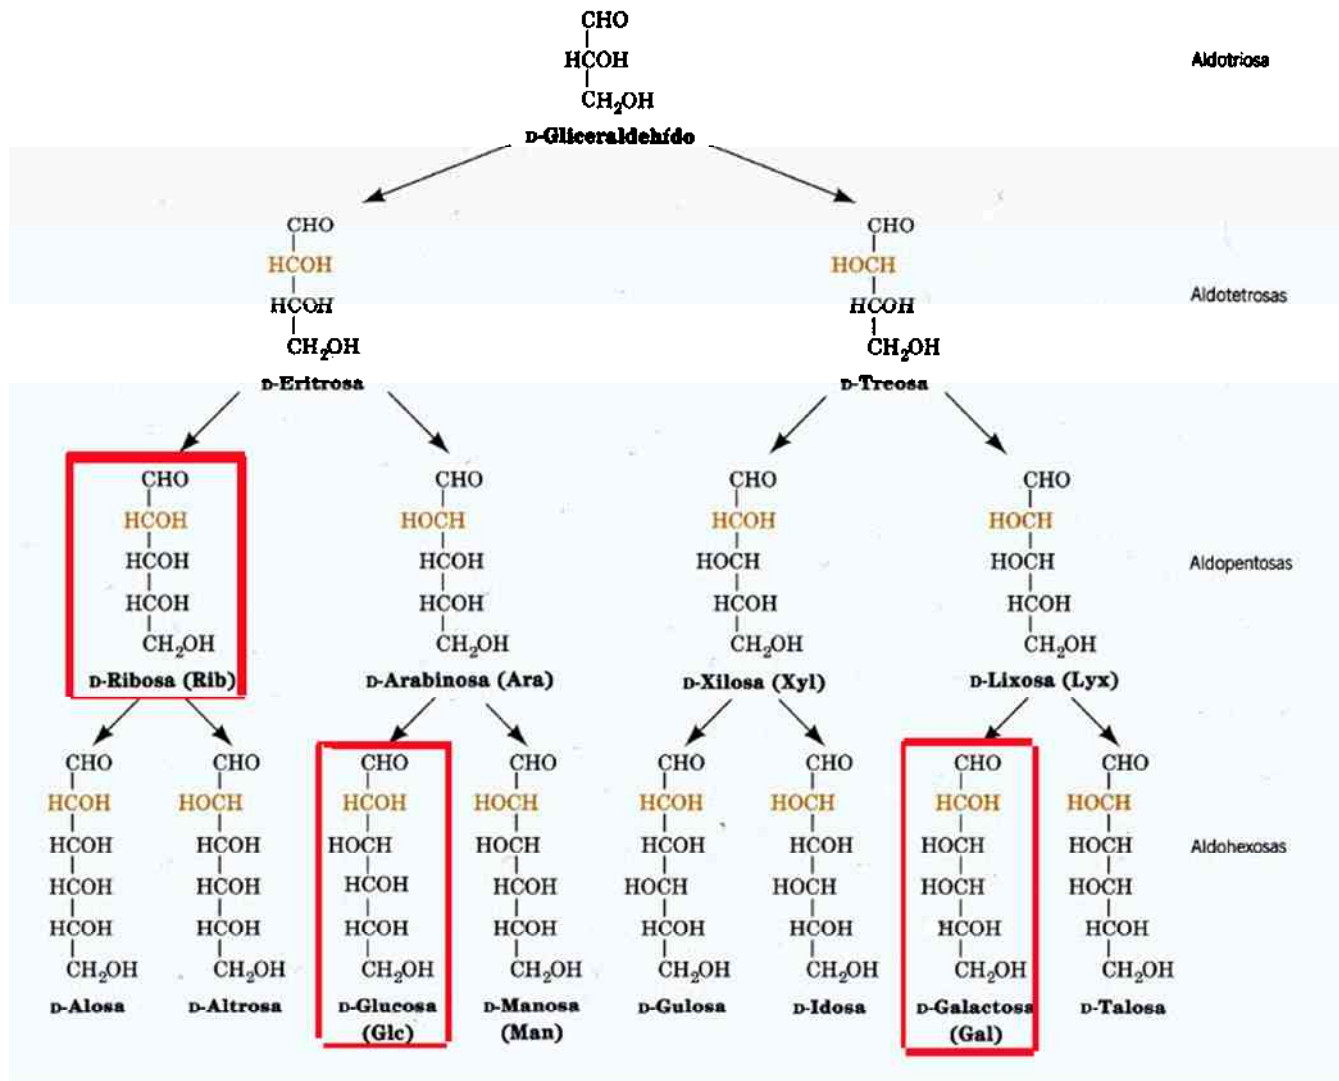 CHO
HCOH
CH₂OH
D-Gliceraldehído
Aldotriosa
CHO
HCOH
HCOH
CH₂OH
D-Eritrosa
CHO
HOCH
HCOH
CH₂OH
D-Treosa
Aldotetrosas
CHO
HCOH
HCOH
HCOH
CH₂OH
D-Ribosa (Rib)
CHO
HOCH
HCOH
HCOH
CH₂OH
D-Arabinosa (Ara)
CHO
HCOH
HOCH
HCOH
CH₂OH
D-Xilosa (Xyl)
CHO
HOCH
HOCH
HCOH
CH₂OH
D-Lixosa (Lyx)
Aldopentosas
CHO
HCOH
HCOH
HCOH
HCOH
CH₂OH
D-Alosa
CHO
HOCH
HCOH
HCOH
HCOH
CH₂OH
D-Altrosa
CHO
HCOH
HOCH
HCOH
HCOH
CH₂OH
D-Glucosa
(Glc)
CHO
HOCH
HOCH
HCOH
HCOH
CH₂OH
D-Manosa
(Man)
CHO
HCOH
HCOH
HOCH
HCOH
CH₂OH
D-Gulosa
CHO
HOCH
HCOH
HOCH
HCOH
CH₂OH
D-Idosa
CHO
HCOH
HOCH
HOCH
HCOH
CH₂OH
D-Galactosa
(Gal)
CHO
HOCH
HOCH
HOCH
HCOH
CH₂OH
D-Talosa
Aldohexosas